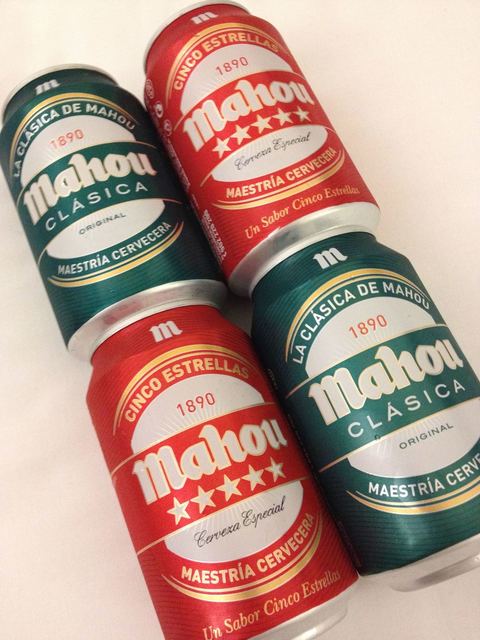 m
LA CLÁSICA DE MAHOU
1890
Mahou
CLÁSICA
ORIGINAL
MAESTRÍA CERVECERA
m
CINCO ESTRELLAS
1890
Mahou
Cerveza Especial
MAESTRÍA CERVECERA
Un Sabor Cinco Estrellas
m
CINCO ESTRELLAS
1890
Mahou
Cerveza Especial
MAESTRÍA CERVECERA
Un Sabor Cinco Estrellas
m
LA CLÁSICA DE MAHOU
1890
Mahou
CLÁSICA
ORIGINAL
MAESTRÍA CERVE